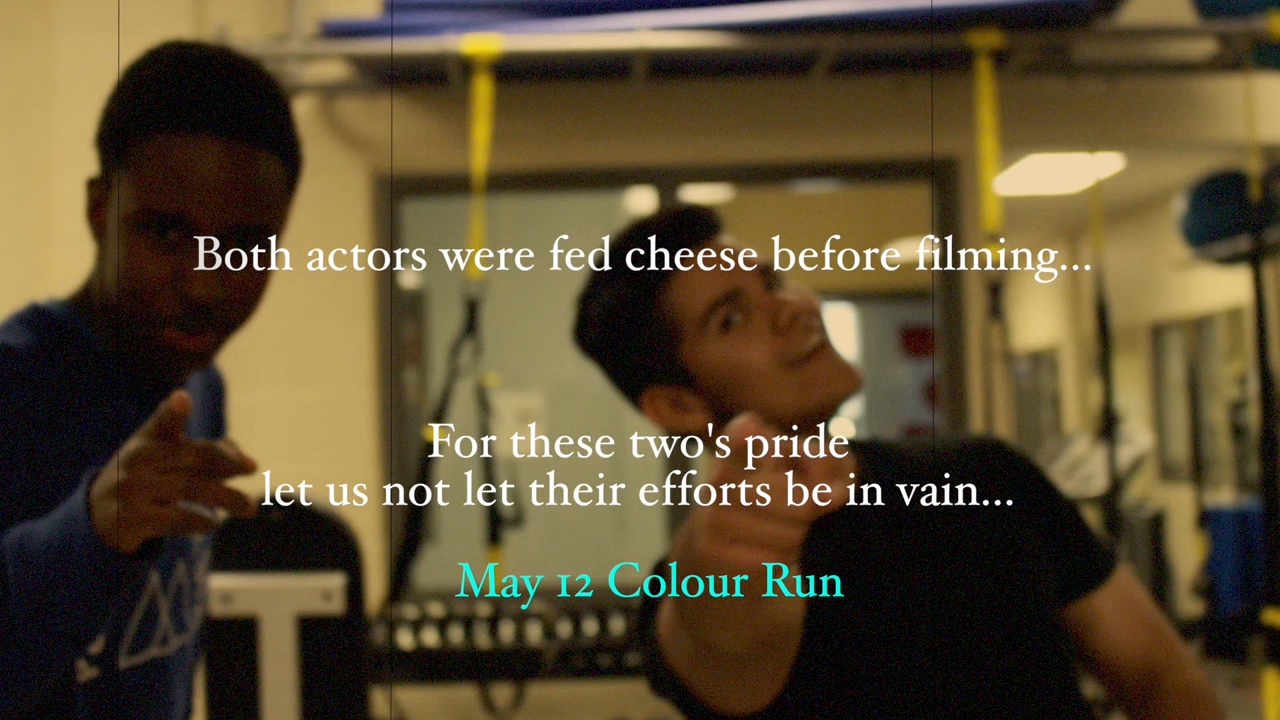 Both actors were fed cheese before filming...
For these two's pride
let us not let their efforts be in vain...
May 12 Colour Run